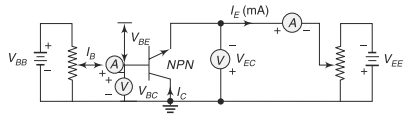 I_E (mA)
+ A
V_BE
V_BB + − I_B A + + NPN V − + V_EC V_EE + −
V − V_BC I_C